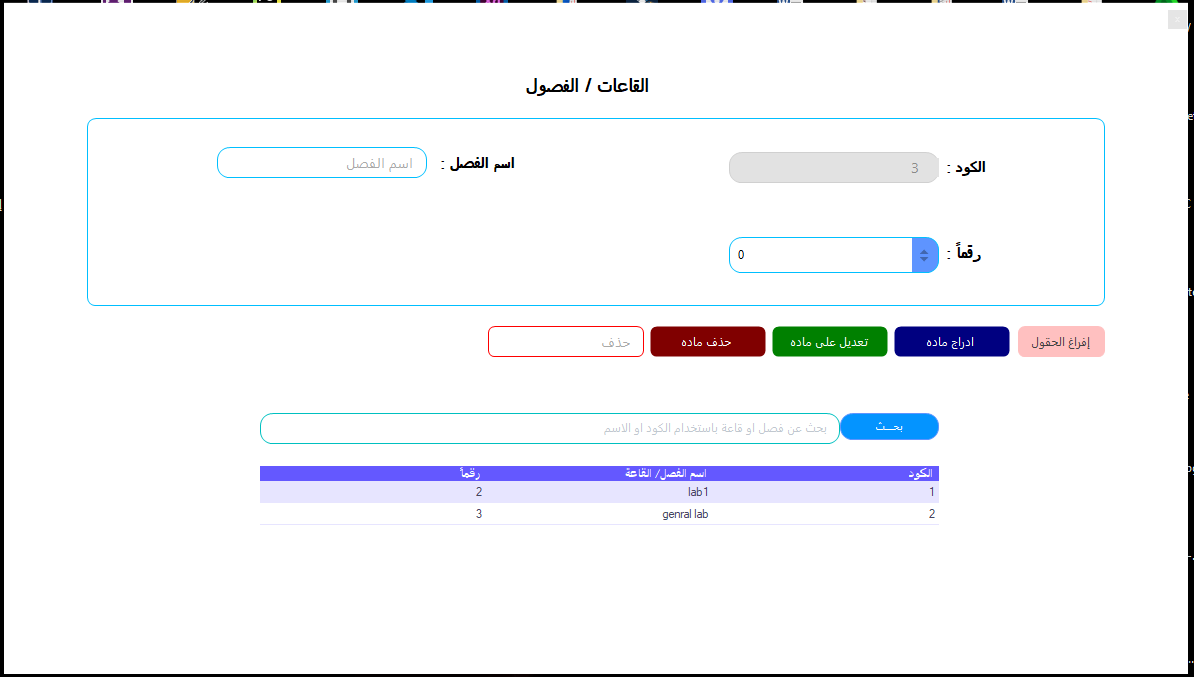 القاعات / الفصول
الكود : 3
اسم الفصل : اسم الفصل
رقماً : 0
إفراغ الحقول ادراج ماده تعديل على ماده حذف ماده حذف
بحـــث بحث عن فصل او قاعة باستخدام الكود او الاسم
الكود اسم الفصل/ القاعة رقماً
1 lab1 2
2 genral lab 3